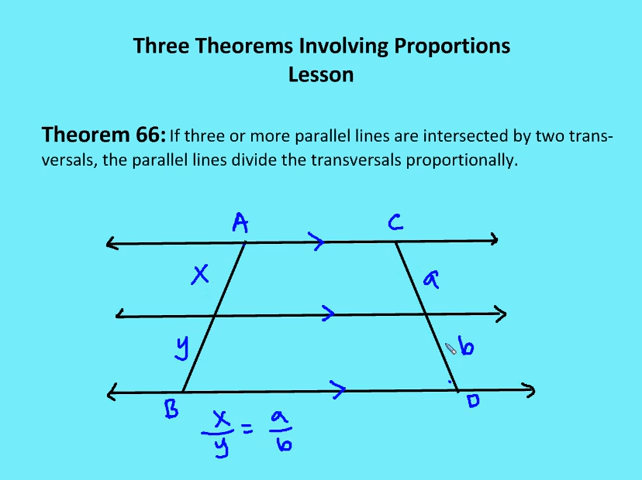 Three Theorems Involving Proportions
Lesson
Theorem 66: If three or more parallel lines are intersected by two trans-
versals, the parallel lines divide the transversals proportionally.
A C
x a
y b
B D
x/y = a/b